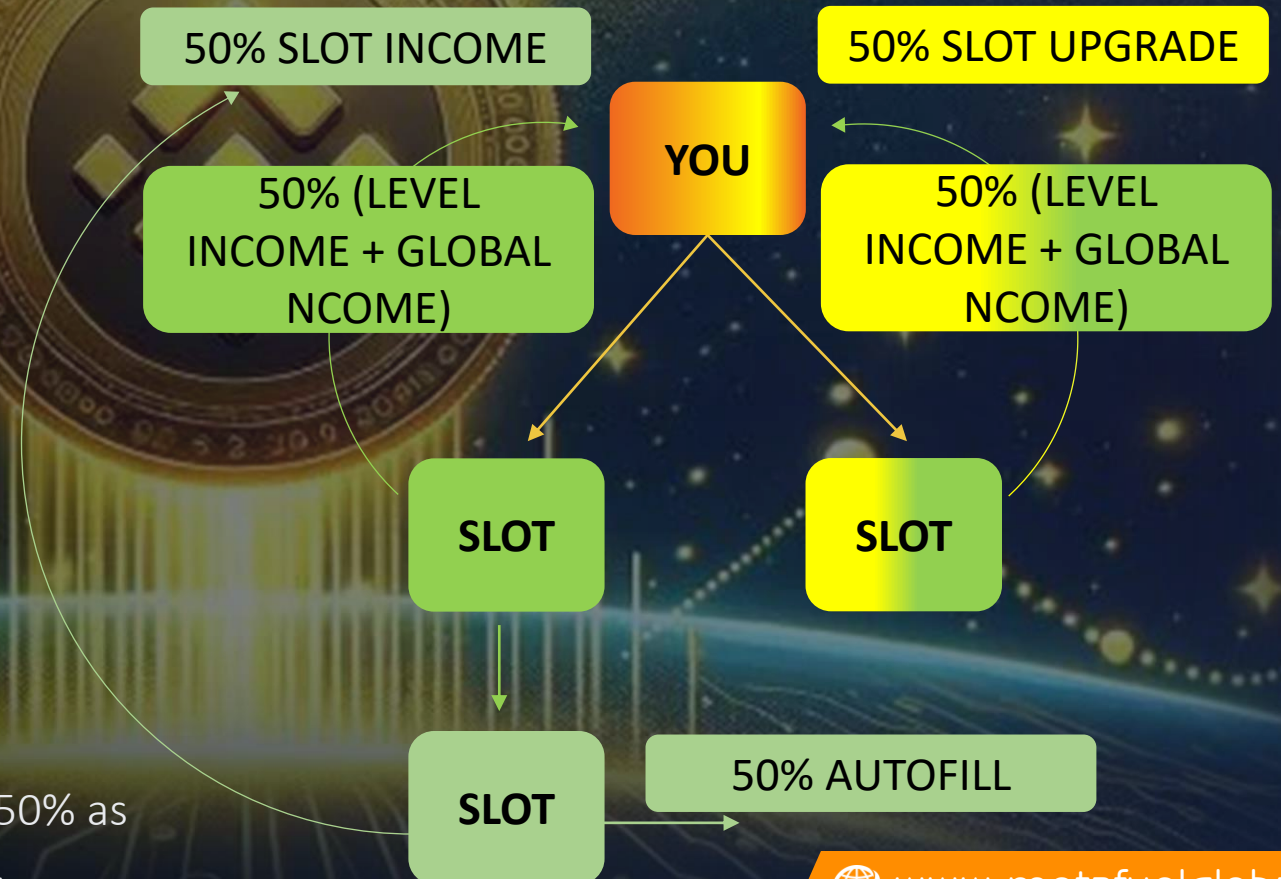 50% SLOT INCOME
50% SLOT UPGRADE
YOU
50% (LEVEL
INCOME + GLOBAL
NCOME)
50% (LEVEL
INCOME + GLOBAL
NCOME)
SLOT
SLOT
SLOT
50% AUTOFILL
50% as